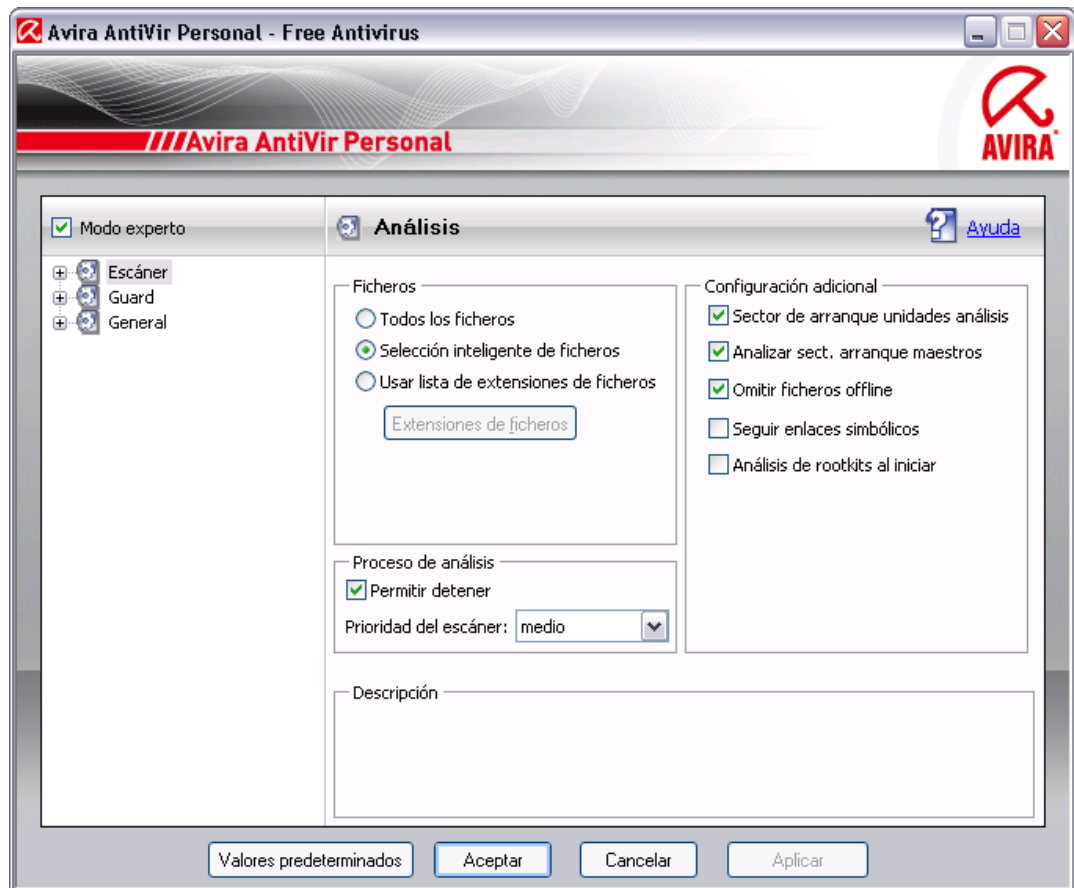 Avira AntiVir Personal - Free Antivirus
Avira AntiVir Personal
AVIRA
Modo experto
Escáner
Guard
General
Análisis
Ayuda
Ficheros
Todos los ficheros
Selección inteligente de ficheros
Usar lista de extensiones de ficheros
Extensiones de ficheros
Proceso de análisis
Permitir detener
Prioridad del escáner: medio
Configuración adicional
Sector de arranque unidades análisis
Analizar sect. arranque maestros
Omitir ficheros offline
Seguir enlaces simbólicos
Análisis de rootkits al iniciar
Descripción
Valores predeterminados
Aceptar
Cancelar
Aplicar